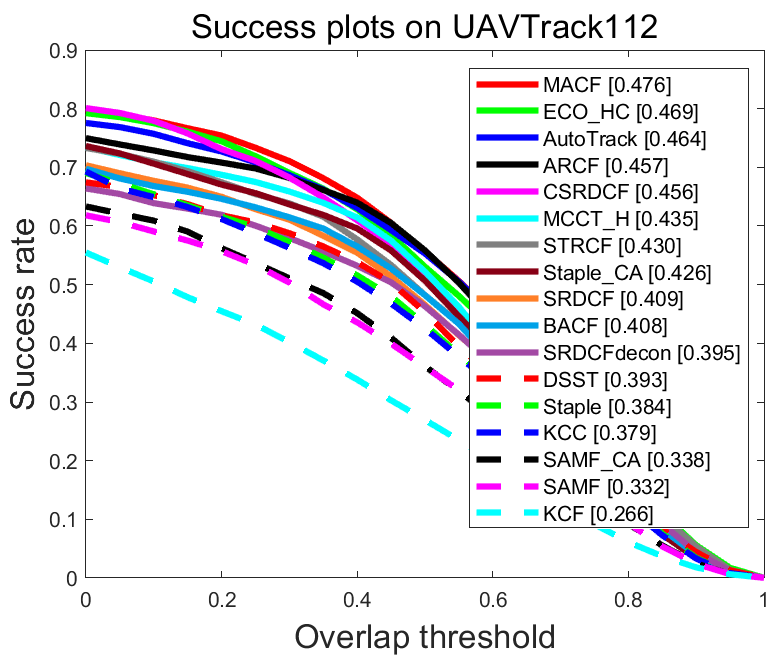 Success plots on UAVTrack112
0.9
0.8
0.7
0.6
0.5
0.4
0.3
0.2
0.1
0
Success rate
MACF [0.476]
ECO_HC [0.469]
AutoTrack [0.464]
ARCF [0.457]
CSRDCF [0.456]
MCCT_H [0.435]
STRCF [0.430]
Staple_CA [0.426]
SRDCF [0.409]
BACF [0.408]
SRDCFdecon [0.395]
DSST [0.393]
Staple [0.384]
KCC [0.379]
SAMF_CA [0.338]
SAMF [0.332]
KCF [0.266]
0 0.2 0.4 0.6 0.8 1
Overlap threshold